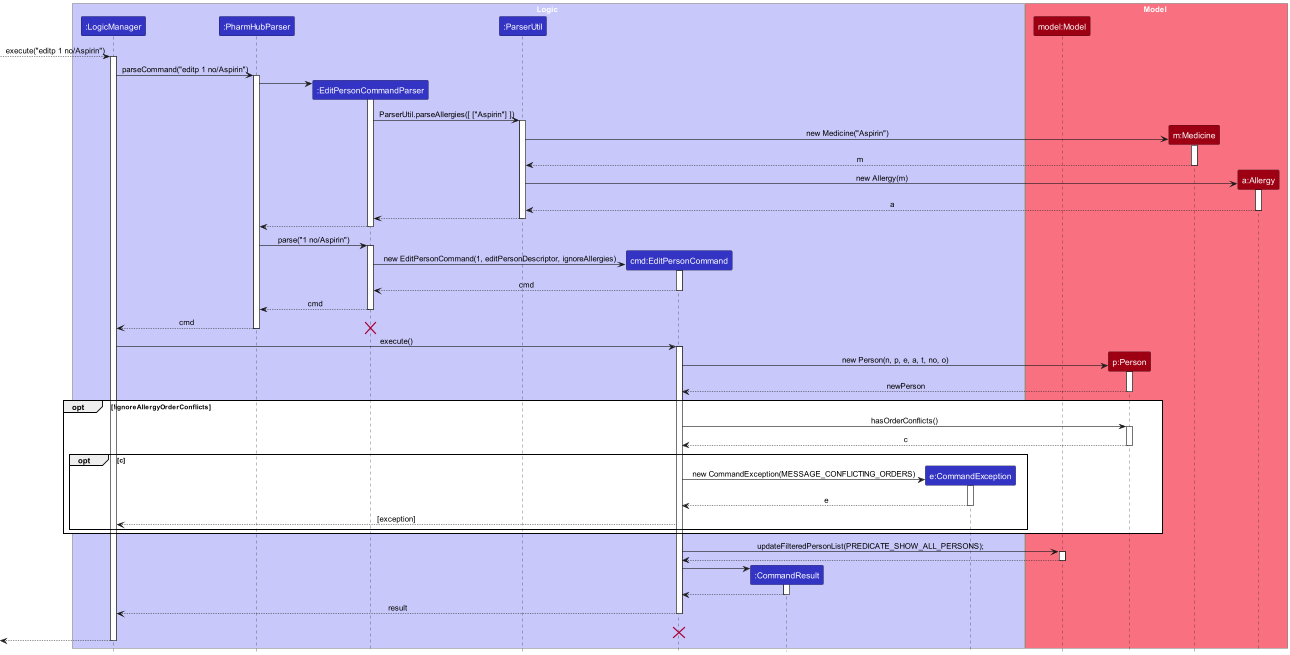 Logic
Model
:LogicManager
:PharmHubParser
:ParserUtil
model:Model
execute("editp 1 no/Aspirin")
parseCommand("editp 1 no/Aspirin")
:EditPersonCommandParser
ParserUtil.parseAllergies([ ["Aspirin"] ])
new Medicine("Aspirin")
m:Medicine
m
new Allergy(m)
a:Allergy
a
parse("1 no/Aspirin")
new EditPersonCommand(1, editPersonDescriptor, ignoreAllergies)
cmd:EditPersonCommand
cmd
cmd
cmd
execute()
new Person(n, p, e, a, t, no, o)
p:Person
newPerson
opt
[!ignoreAllergyOrderConflicts]
hasOrderConflicts()
c
opt
[c]
new CommandException(MESSAGE_CONFLICTING_ORDERS)
e:CommandException
e
[exception]
updateFilteredPersonList(PREDICATE_SHOW_ALL_PERSONS);
:CommandResult
result